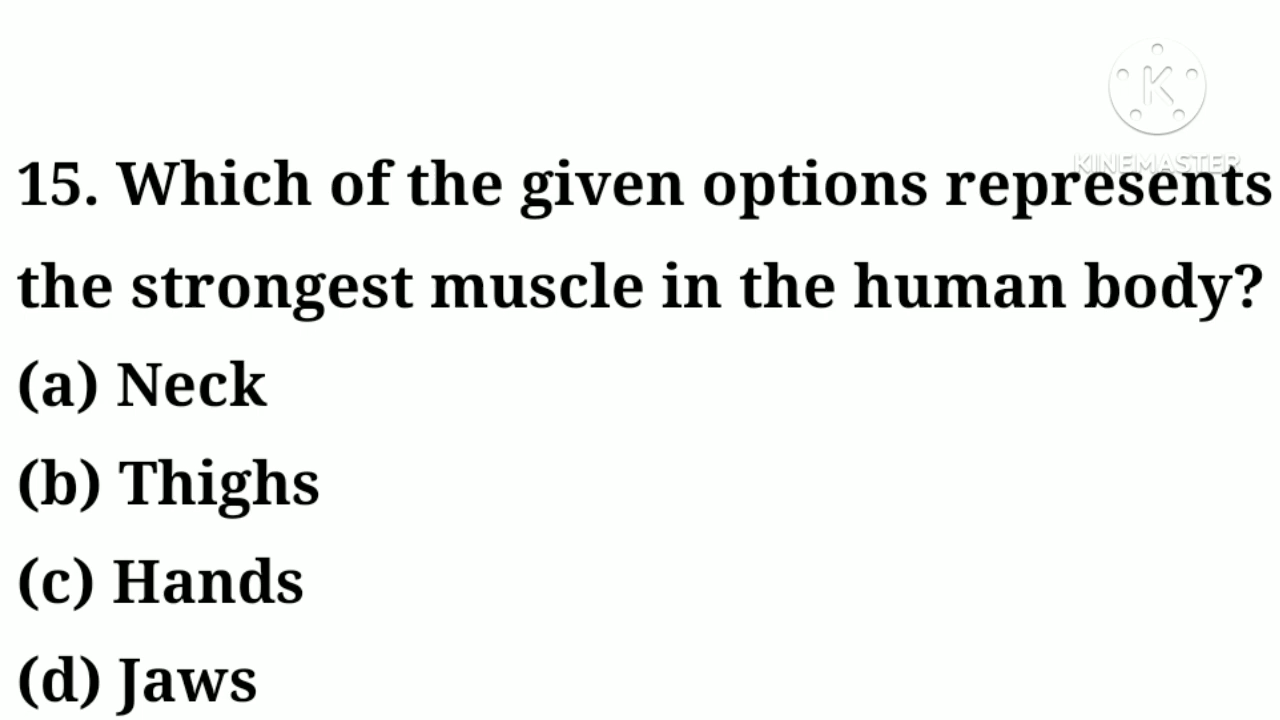 K
KINEMASTER
15. Which of the given options represents
the strongest muscle in the human body?
(a) Neck
(b) Thighs
(c) Hands
(d) Jaws